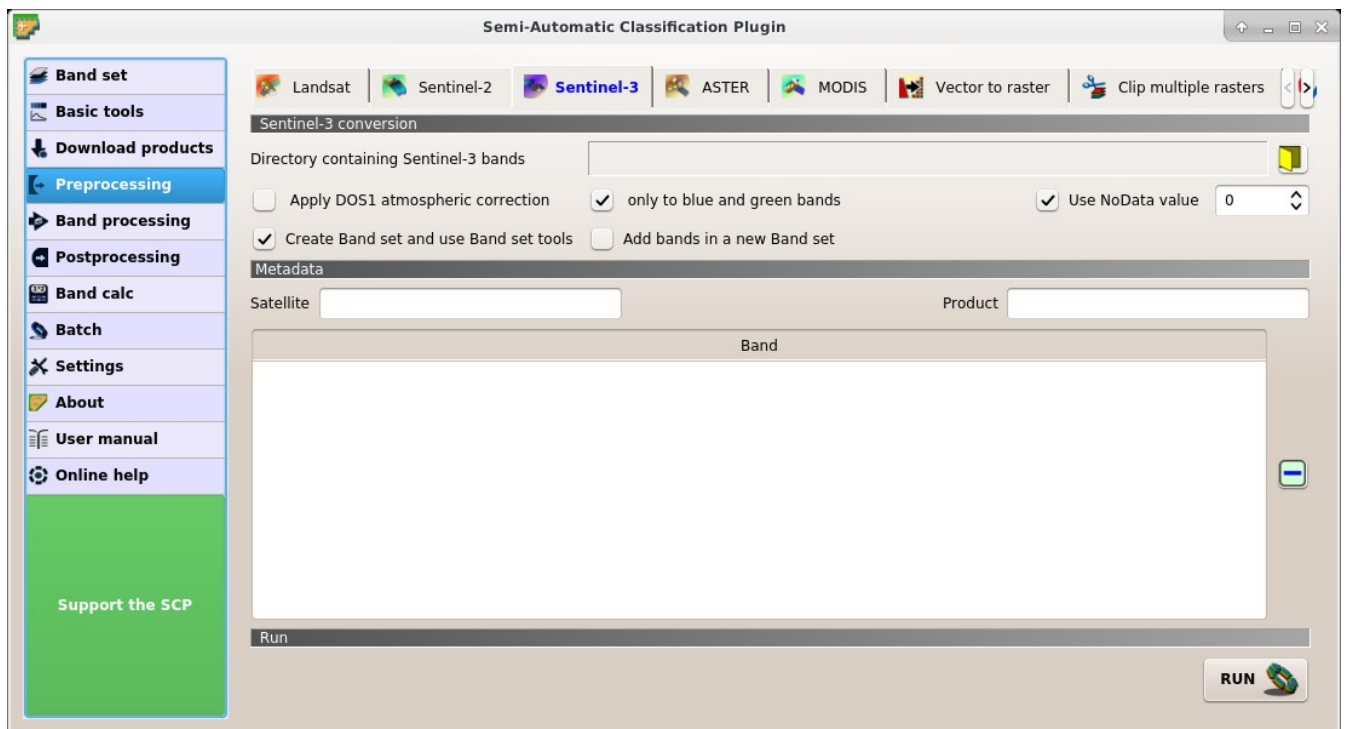 Semi-Automatic Classification Plugin
Band set
Basic tools
Download products
Preprocessing
Band processing
Postprocessing
Band calc
Batch
Settings
About
User manual
Online help
Support the SCP
Landsat Sentinel-2 Sentinel-3 ASTER MODIS Vector to raster Clip multiple rasters
Sentinel-3 conversion
Directory containing Sentinel-3 bands
Apply DOS1 atmospheric correction only to blue and green bands Use NoData value 0
Create Band set and use Band set tools Add bands in a new Band set
Metadata
Satellite Product
Band
Run
RUN